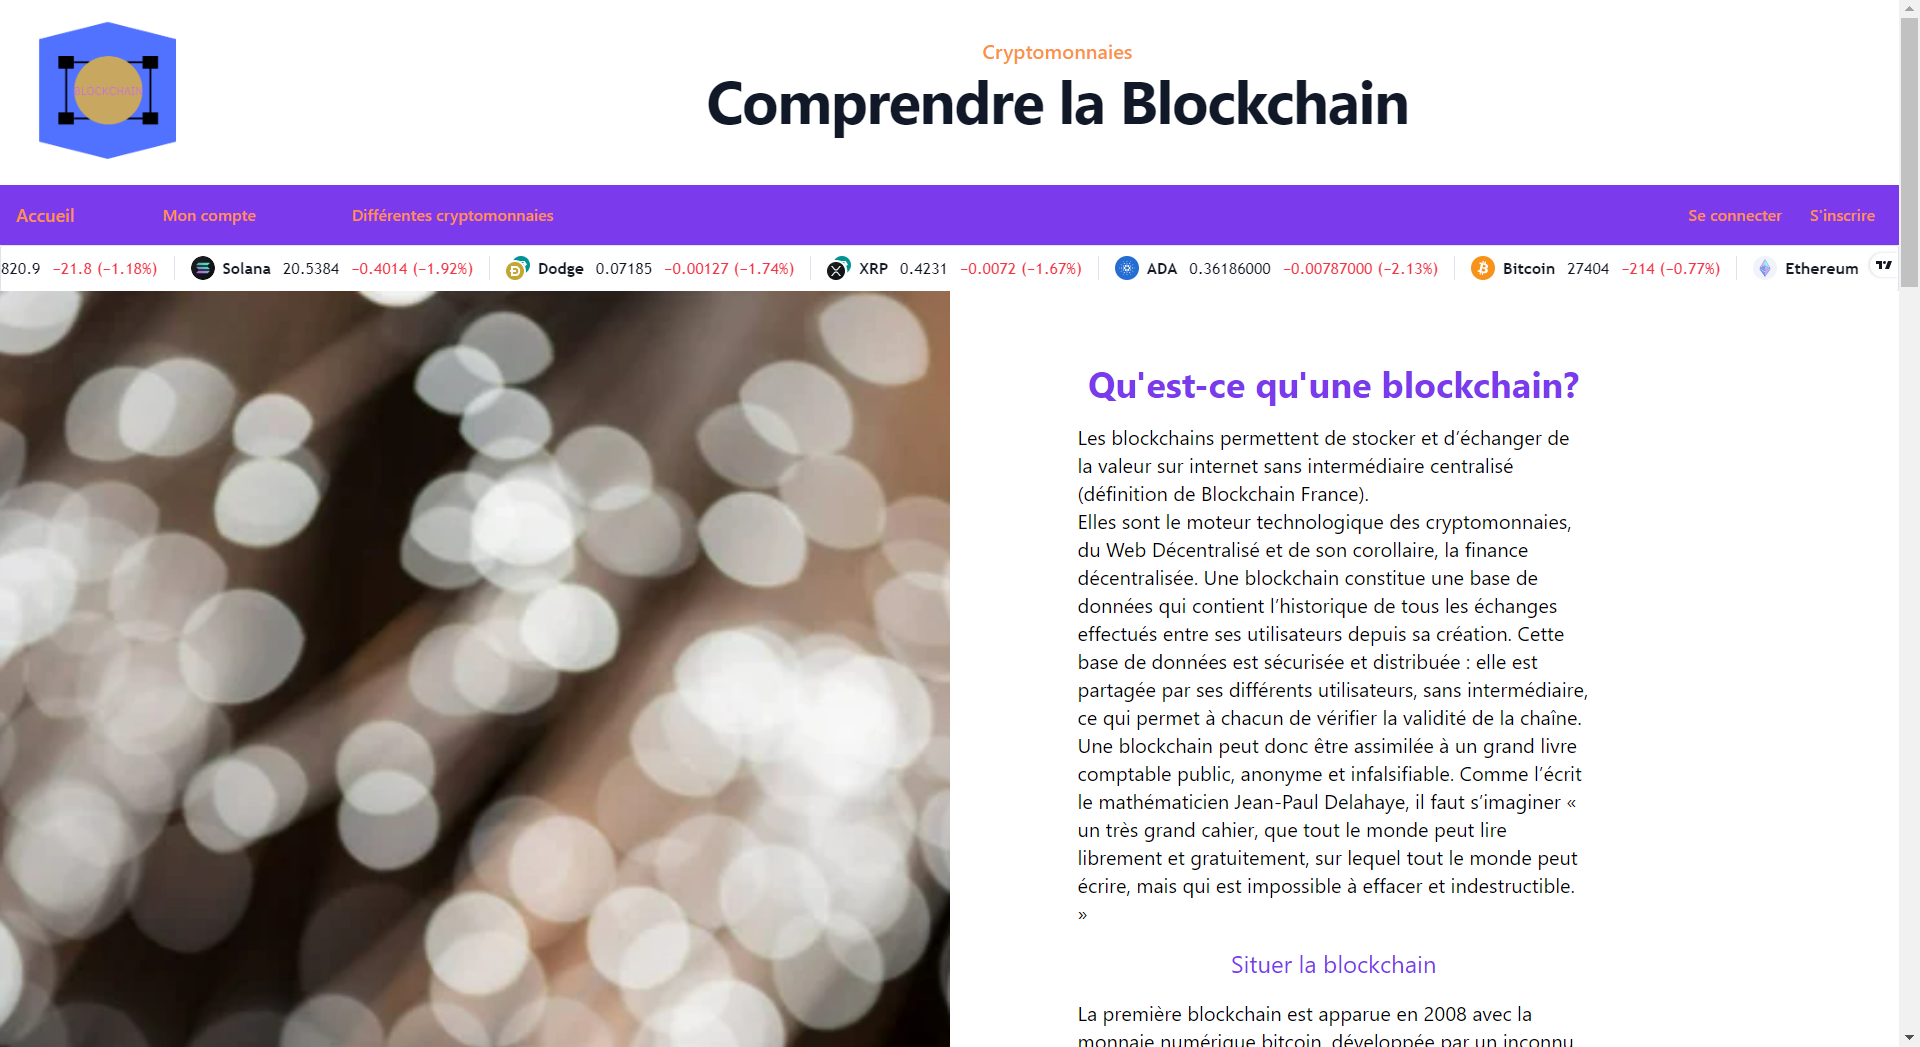 BLOCKCHAIN
Cryptomonnaies
Comprendre la Blockchain
Accueil Mon compte Différentes cryptomonnaies Se connecter S'inscrire
820.9 −21.8 (−1.18%) Solana 20.5384 −0.4014 (−1.92%) Dodge 0.07185 −0.00127 (−1.74%) XRP 0.4231 −0.0072 (−1.67%) ADA 0.36186000 −0.00787000 (−2.13%) Bitcoin 27404 −214 (−0.77%) Ethereum
Qu'est-ce qu'une blockchain?
Les blockchains permettent de stocker et d’échanger de
la valeur sur internet sans intermédiaire centralisé
(définition de Blockchain France).
Elles sont le moteur technologique des cryptomonnaies,
du Web Décentralisé et de son corollaire, la finance
décentralisée. Une blockchain constitue une base de
données qui contient l’historique de tous les échanges
effectués entre ses utilisateurs depuis sa création. Cette
base de données est sécurisée et distribuée : elle est
partagée par ses différents utilisateurs, sans intermédiaire,
ce qui permet à chacun de vérifier la validité de la chaîne.
Une blockchain peut donc être assimilée à un grand livre
comptable public, anonyme et infalsifiable. Comme l’écrit
le mathématicien Jean-Paul Delahaye, il faut s’imaginer «
un très grand cahier, que tout le monde peut lire
librement et gratuitement, sur lequel tout le monde peut
écrire, mais qui est impossible à effacer et indestructible.
»
Situer la blockchain
La première blockchain est apparue en 2008 avec la
monnaie numérique bitcoin, développée par un inconnu